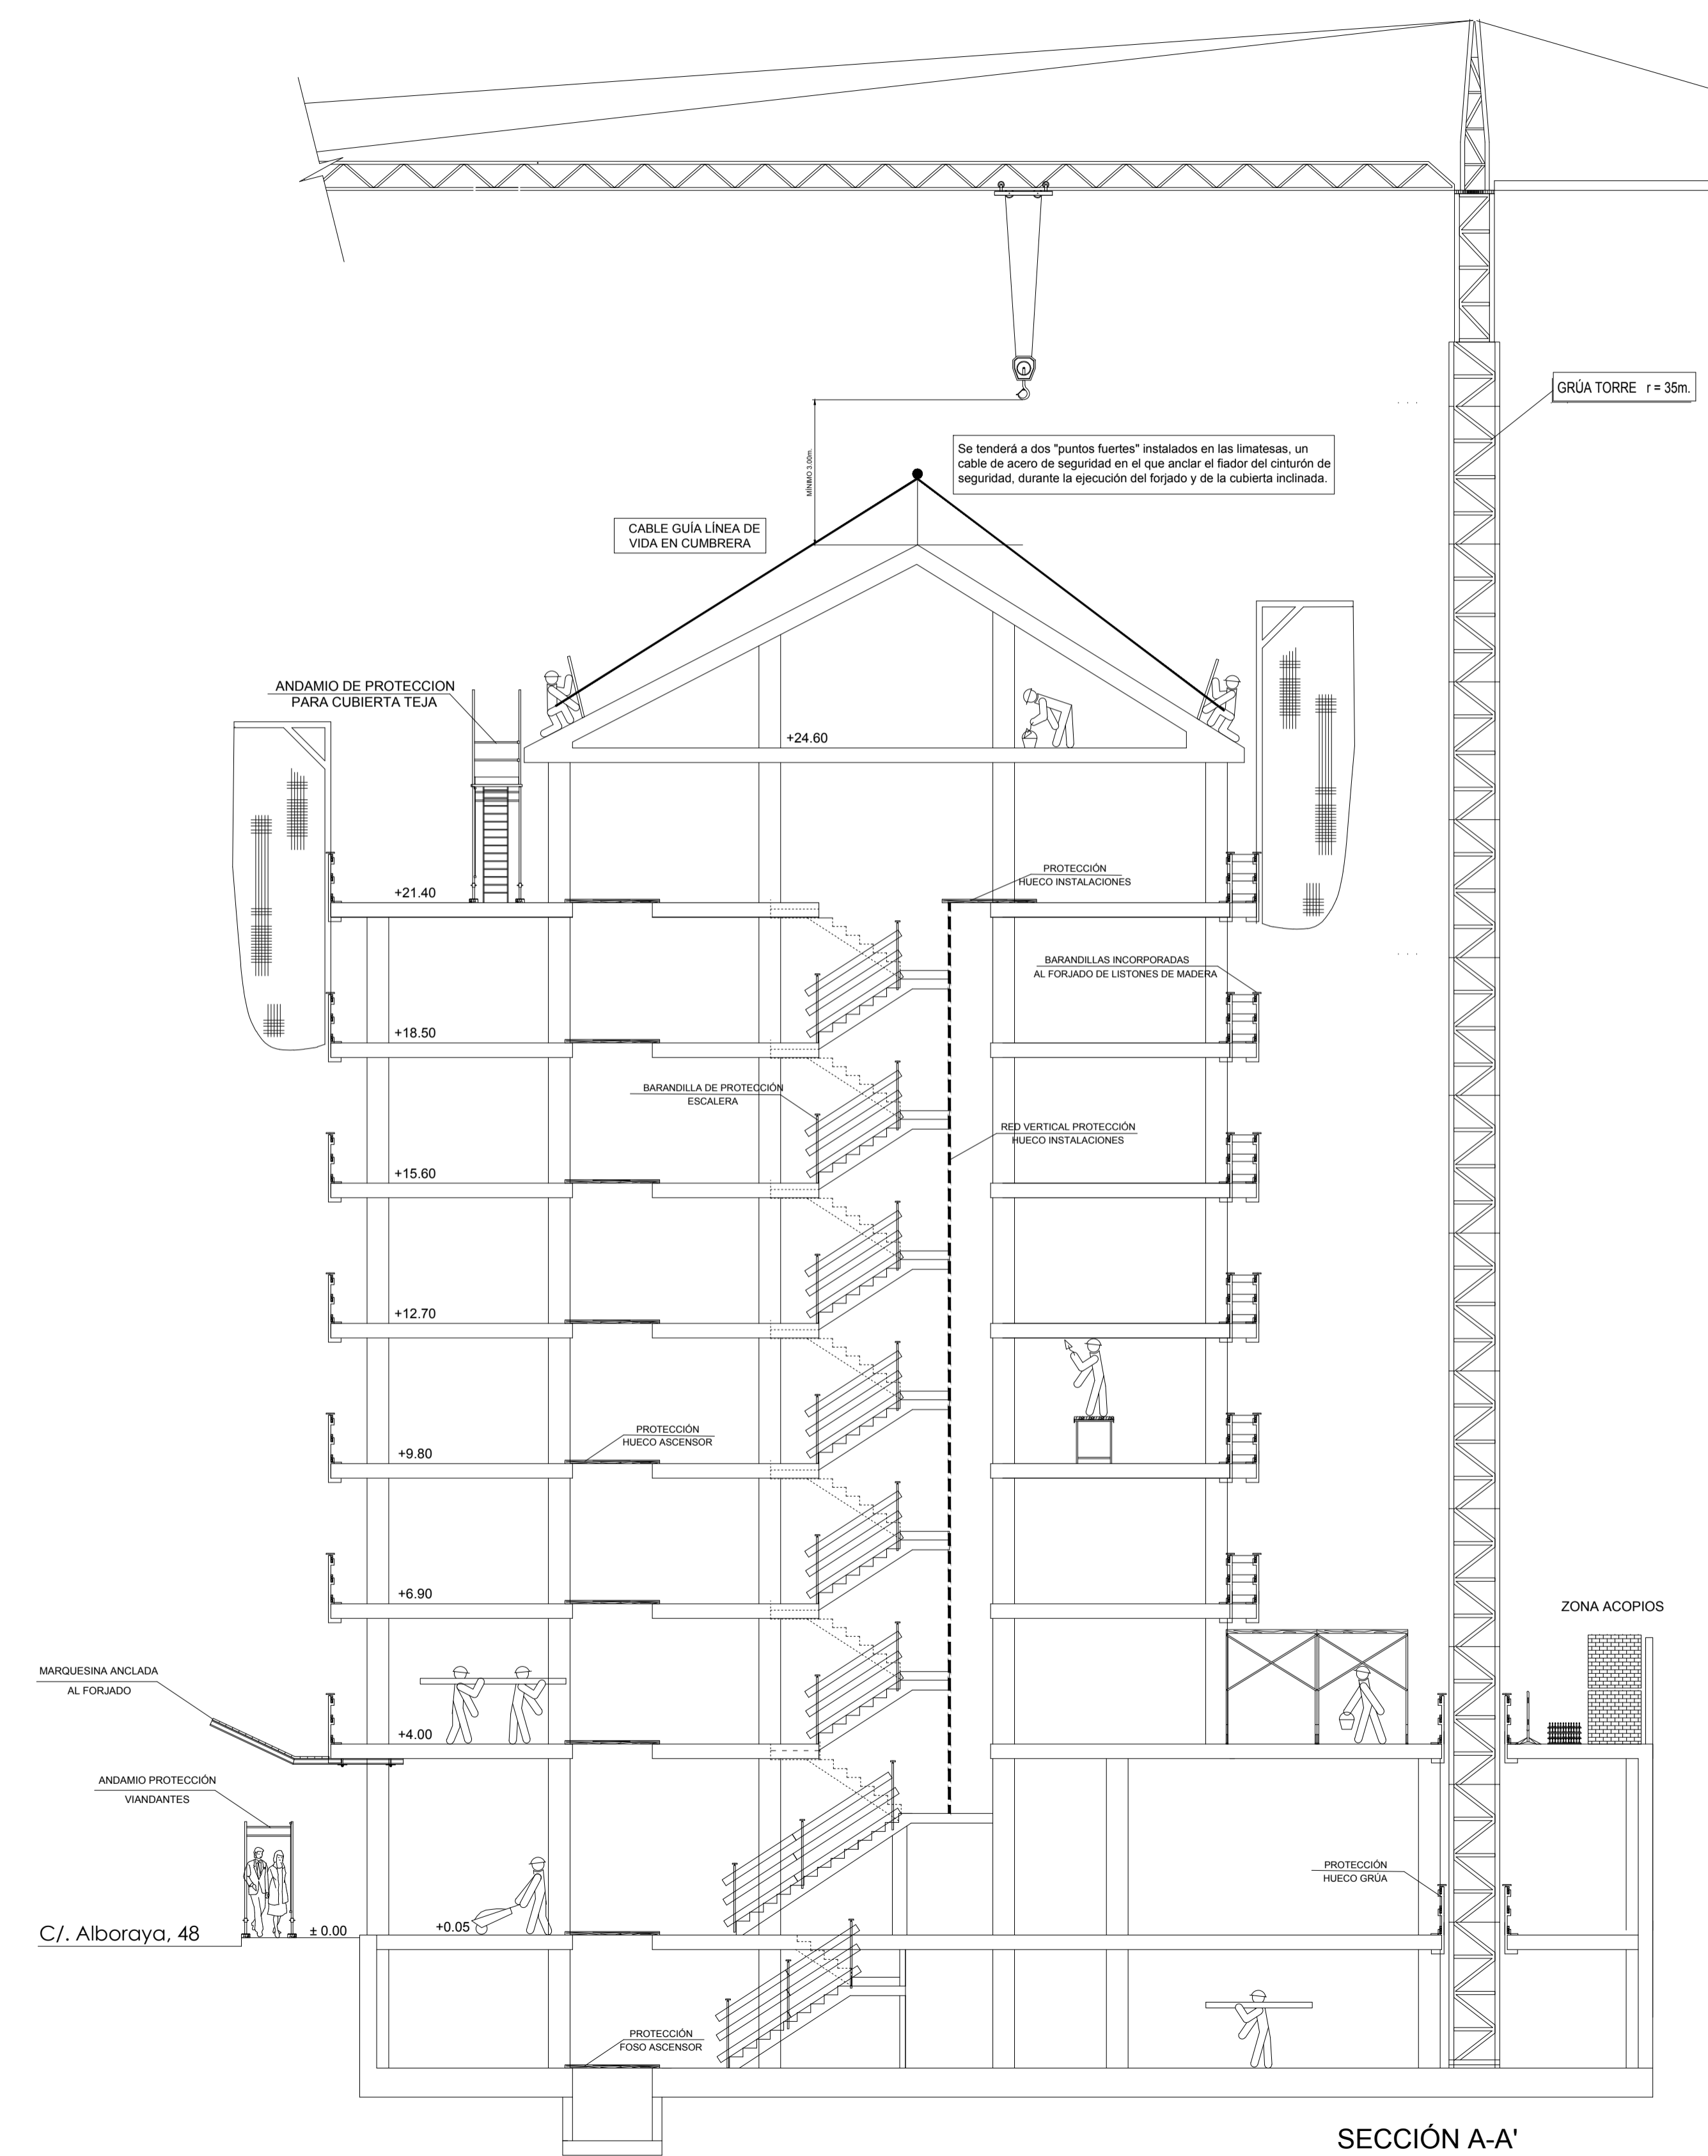 GRÚA TORRE r = 35m.
MÍNIMO 3.00m.
Se tenderá a dos "puntos fuertes" instalados en las limatesas, un
cable de acero de seguridad en el que anclar el fiador del cinturón de
seguridad, durante la ejecución del forjado y de la cubierta inclinada.
CABLE GUÍA LÍNEA DE
VIDA EN CUMBRERA
ANDAMIO DE PROTECCION
PARA CUBIERTA TEJA
+24.60
PROTECCIÓN
HUECO INSTALACIONES
+21.40
BARANDILLAS INCORPORADAS
AL FORJADO DE LISTONES DE MADERA
+18.50
BARANDILLA DE PROTECCIÓN
ESCALERA
RED VERTICAL PROTECCIÓN
HUECO INSTALACIONES
+15.60
+12.70
PROTECCIÓN
HUECO ASCENSOR
+9.80
+6.90
ZONA ACOPIOS
MARQUESINA ANCLADA
AL FORJADO
+4.00
ANDAMIO PROTECCIÓN
VIANDANTES
PROTECCIÓN
HUECO GRÚA
C/. Alboraya, 48
± 0.00
+0.05
PROTECCIÓN
FOSO ASCENSOR
SECCIÓN A-A'